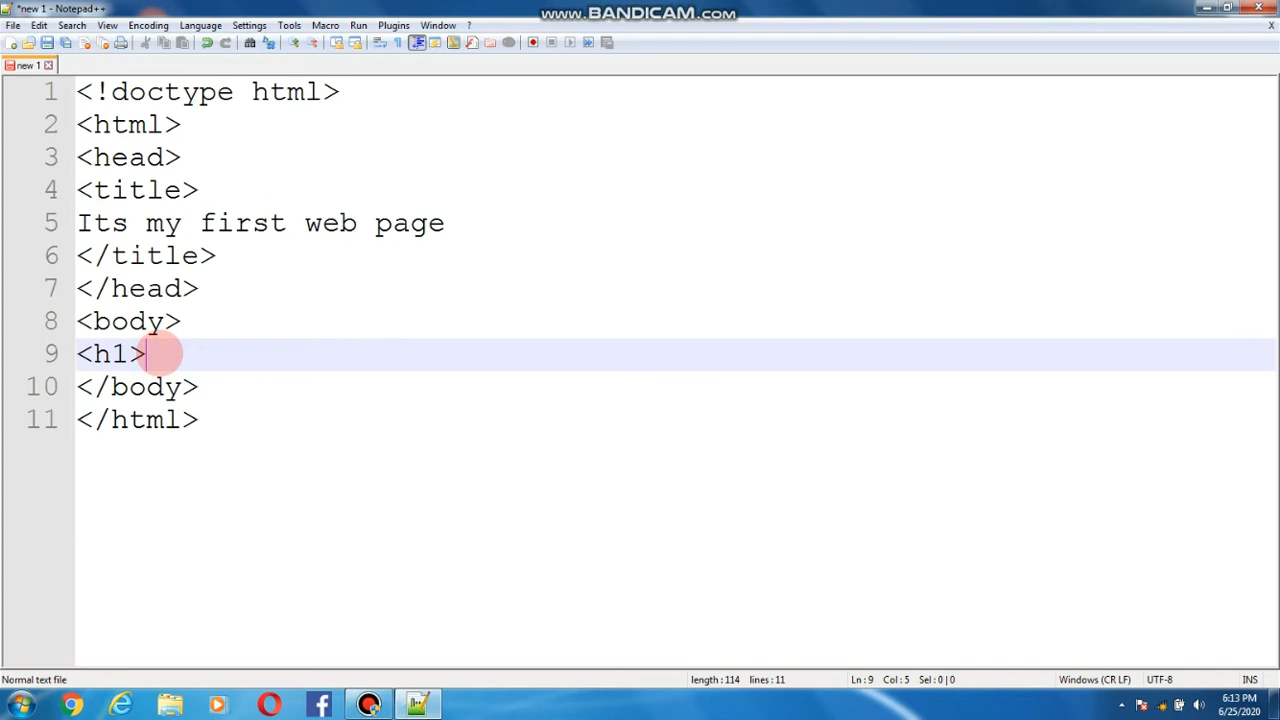 *new 1 - Notepad++
www.BANDICAM.com
File Edit Search View Encoding Language Settings Tools Macro Run Plugins Window ?
X
new 1
1 <!doctype html>
2 <html>
3 <head>
4 <title>
5 Its my first web page
6 </title>
7 </head>
8 <body>
9 <h1>
10 </body>
11 </html>
Normal text file length : 114 lines : 11 Ln : 9 Col : 5 Sel : 0 | 0 Windows (CR LF) UTF-8 INS
6:13 PM
6/25/2020